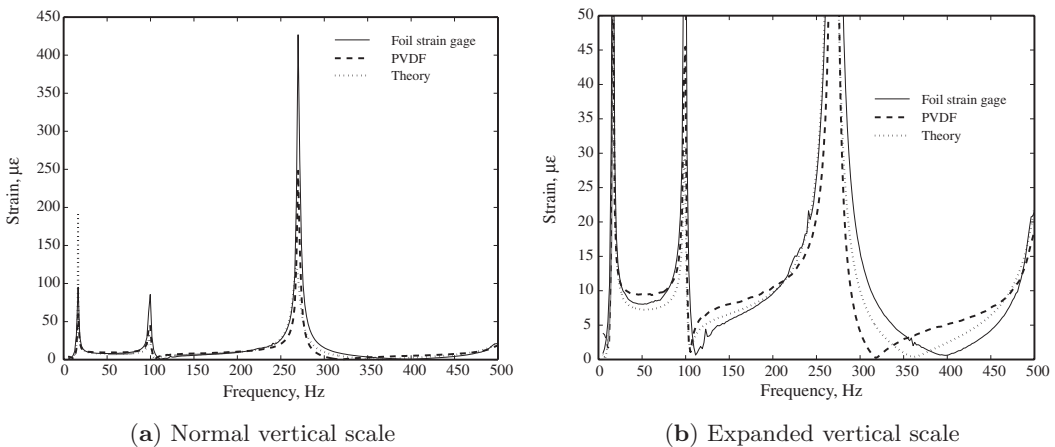 450
400
350
300
250
200
150
100
50
0
Strain, με
Foil strain gage
PVDF
Theory
0 50 100 150 200 250 300 350 400 450 500
Frequency, Hz
(a) Normal vertical scale
50
45
40
35
30
25
20
15
10
5
0
Strain, με
Foil strain gage
PVDF
Theory
0 50 100 150 200 250 300 350 400 450 500
Frequency, Hz
(b) Expanded vertical scale